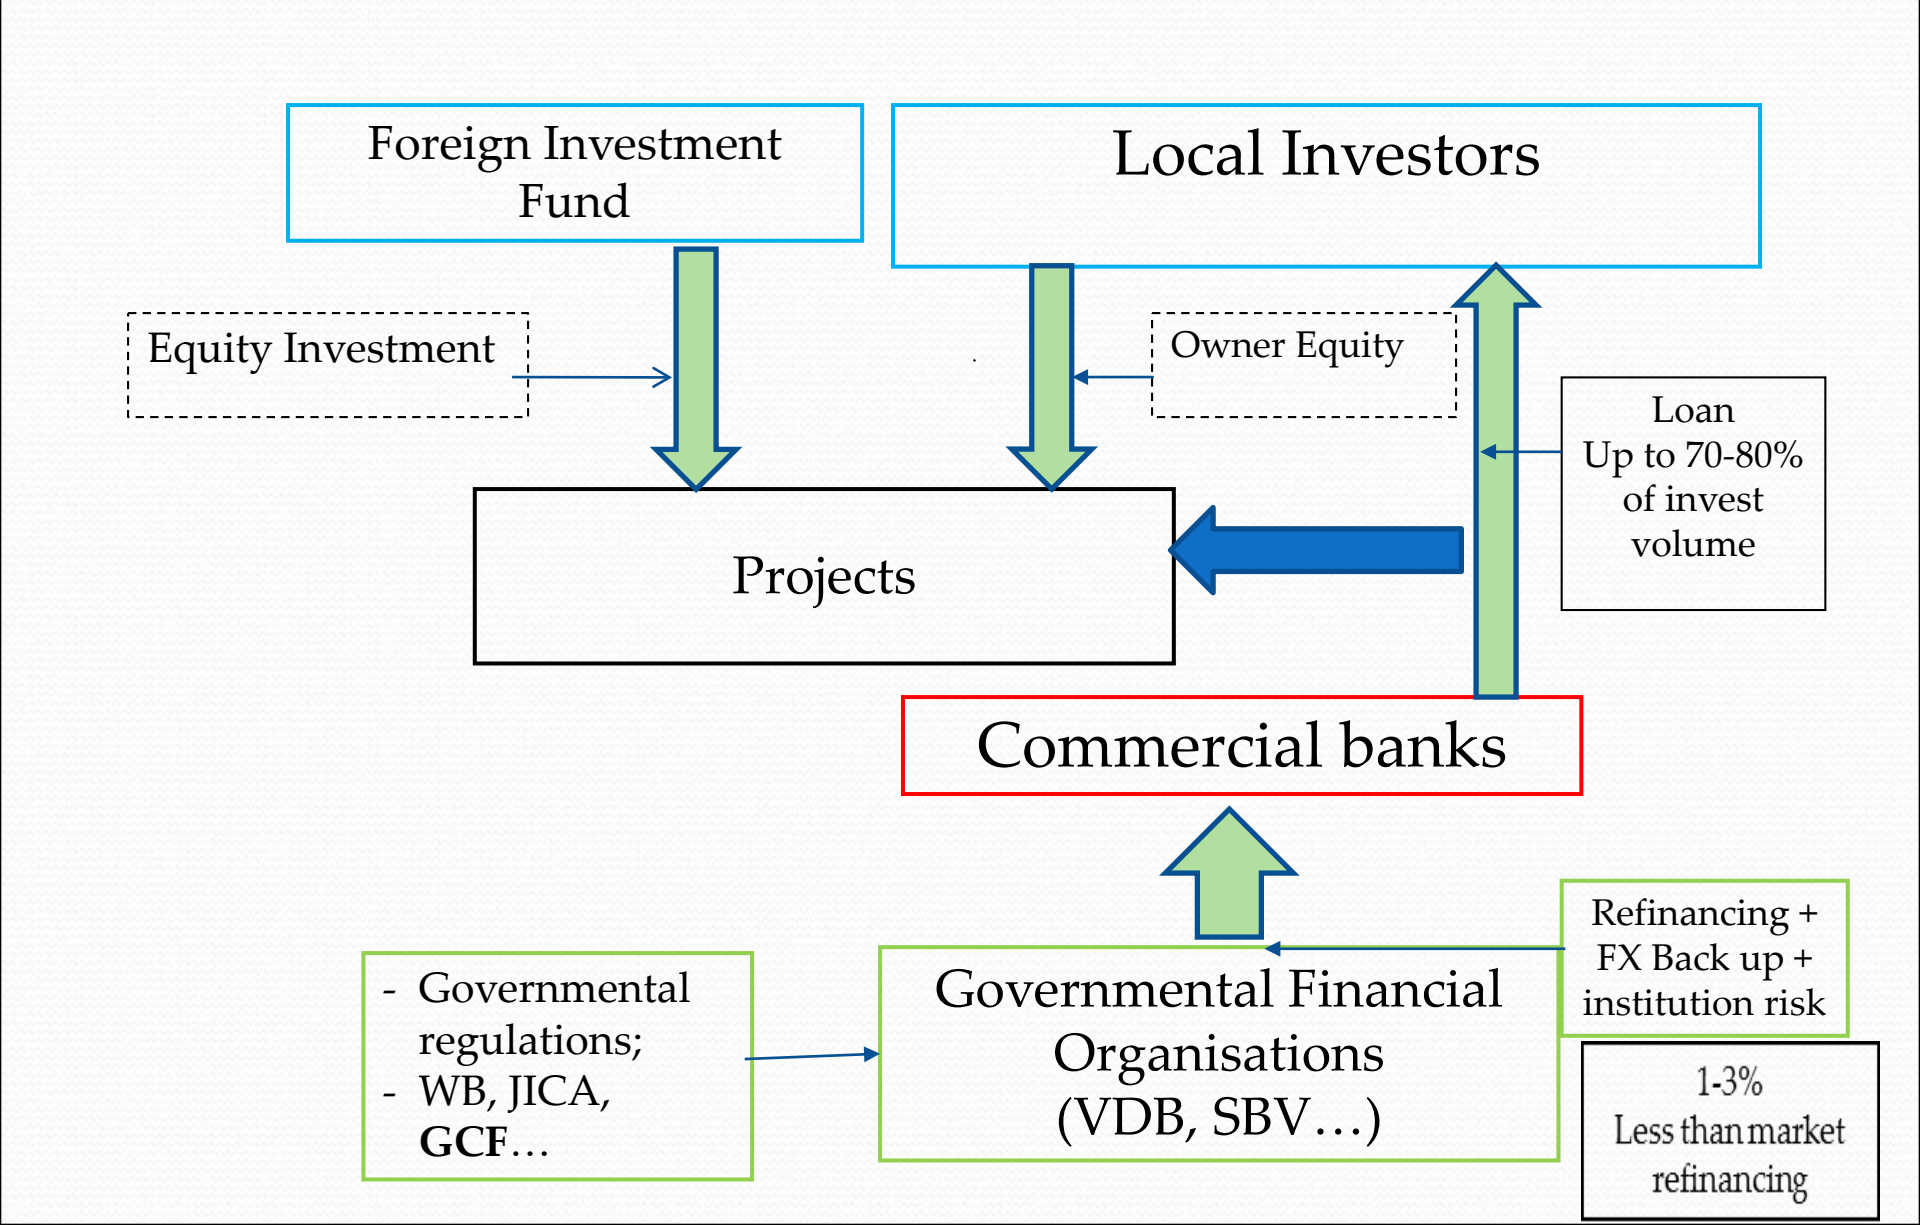 Foreign Investment
Fund
Local Investors
Equity Investment
Owner Equity
Loan
Up to 70-80%
of invest
volume
Projects
Commercial banks
Refinancing +
FX Back up +
institution risk
- Governmental
regulations;
- WB, JICA,
GCF…
Governmental Financial
Organisations
(VDB, SBV…)
1-3%
Less than market
refinancing